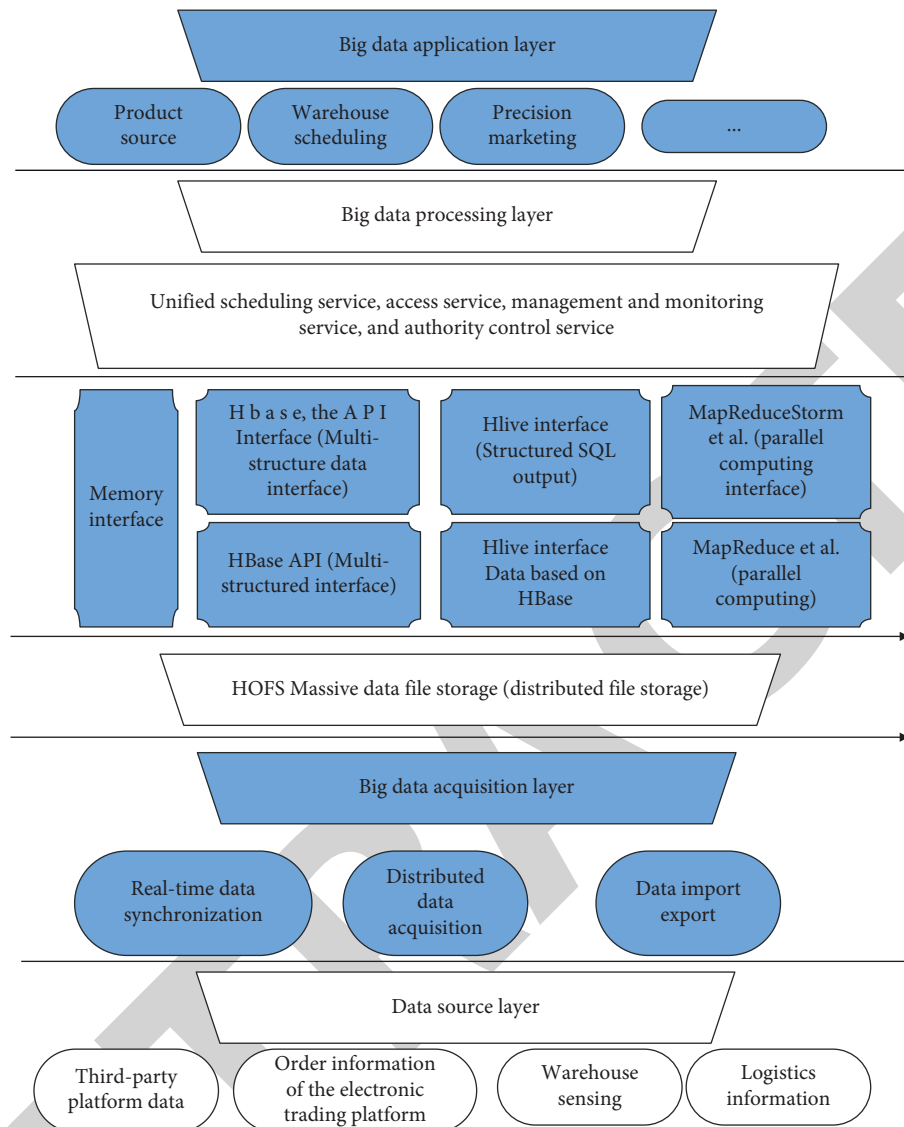 Big data application layer
Product
source
Warehouse
scheduling
Precision
marketing
...
Big data processing layer
Unified scheduling service, access service, management and monitoring
service, and authority control service
Memory
interface
H b a s e, the A P I
Interface (Multi-
structure data
interface)
Hlive interface
(Structured SQL
output)
MapReduceStorm
et al. (parallel
computing
interface)
HBase API (Multi-
structured interface)
Hlive interface
Data based on
HBase
MapReduce et al.
(parallel
computing)
HOFS Massive data file storage (distributed file storage)
Big data acquisition layer
Real-time data
synchronization
Distributed
data
acquisition
Data import
export
Data source layer
Third-party
platform data
Order information
of the electronic
trading platform
Warehouse
sensing
Logistics
information